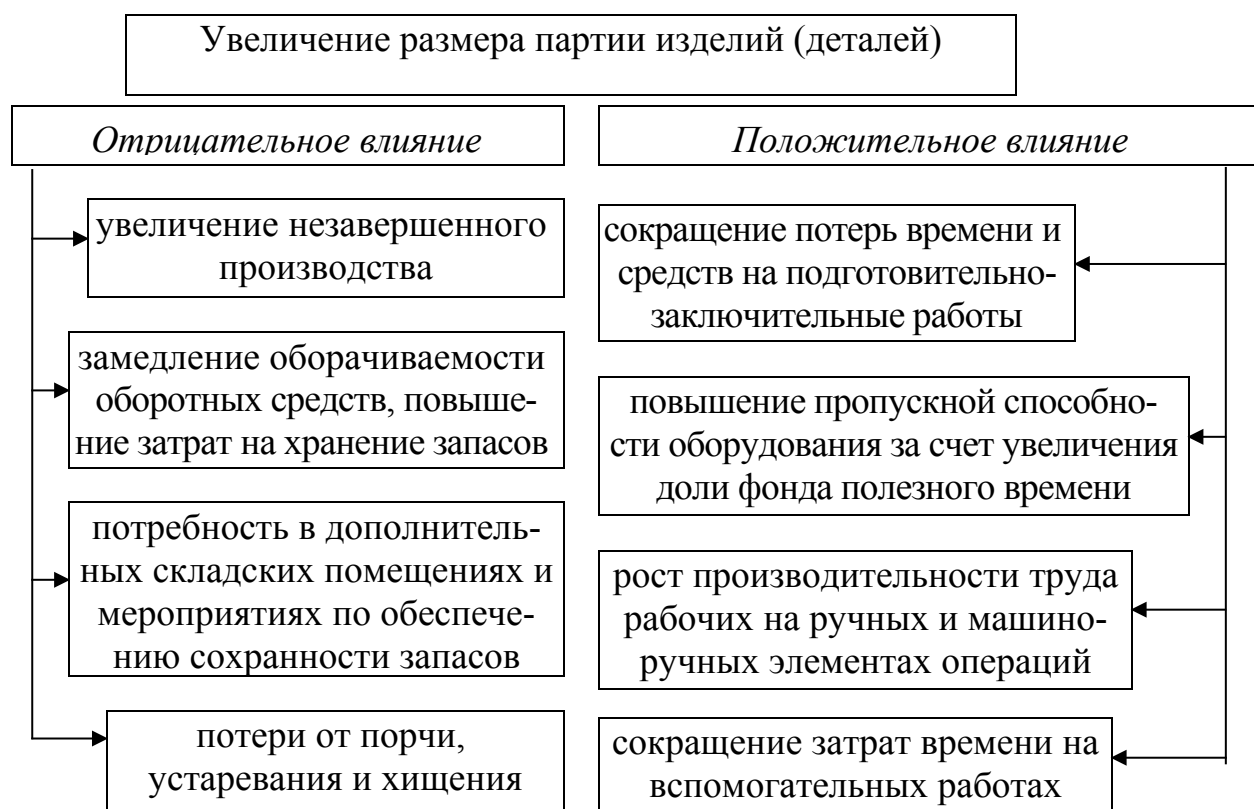 Увеличение размера партии изделий (деталей)
Отрицательное влияние
увеличение незавершенного
производства
замедление оборачиваемости
оборотных средств, повыше-
ние затрат на хранение запасов
потребность в дополнитель-
ных складских помещениях и
мероприятиях по обеспече-
нию сохранности запасов
потери от порчи,
устаревания и хищения
Положительное влияние
сокращение потерь времени и
средств на подготовительно-
заключительные работы
повышение пропускной способно-
сти оборудования за счет увеличения
доли фонда полезного времени
рост производительности труда
рабочих на ручных и машино-
ручных элементах операций
сокращение затрат времени на
вспомогательных работах